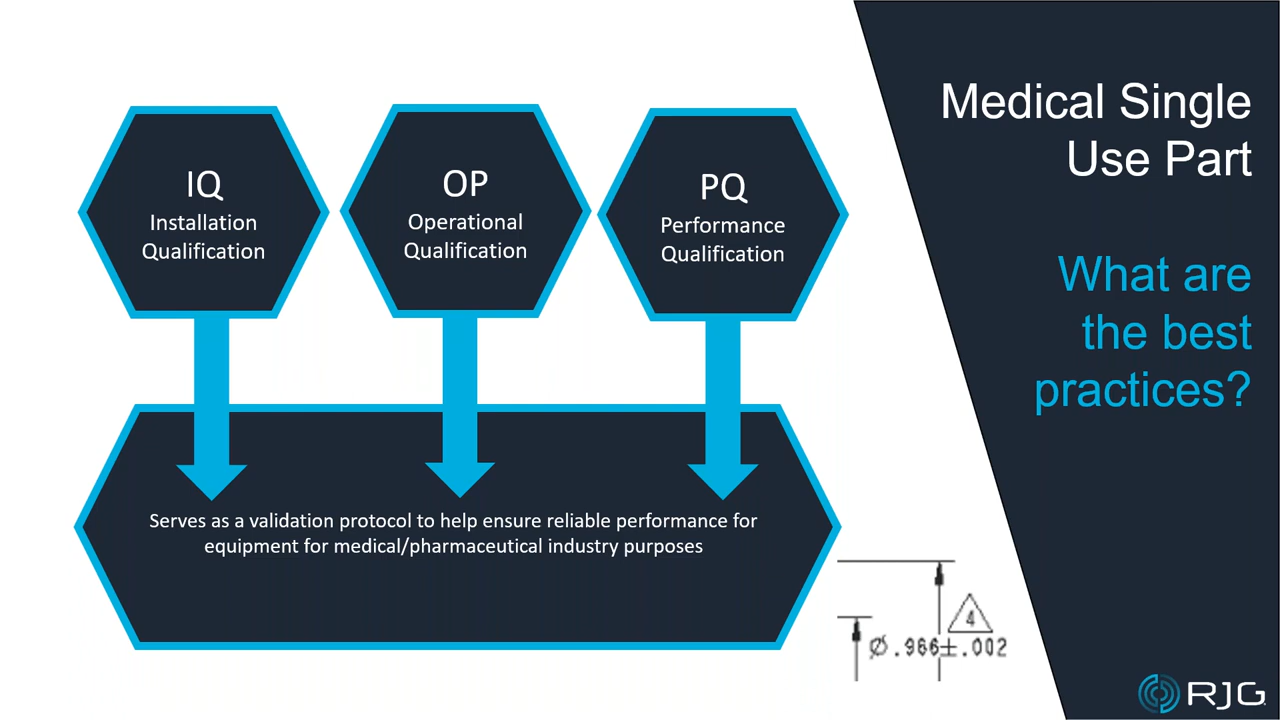 Medical Single
Use Part
What are
the best
practices?
IQ
Installation
Qualification
OP
Operational
Qualification
PQ
Performance
Qualification
Serves as a validation protocol to help ensure reliable performance for
equipment for medical/pharmaceutical industry purposes
4
Ø.966±.002
RJG